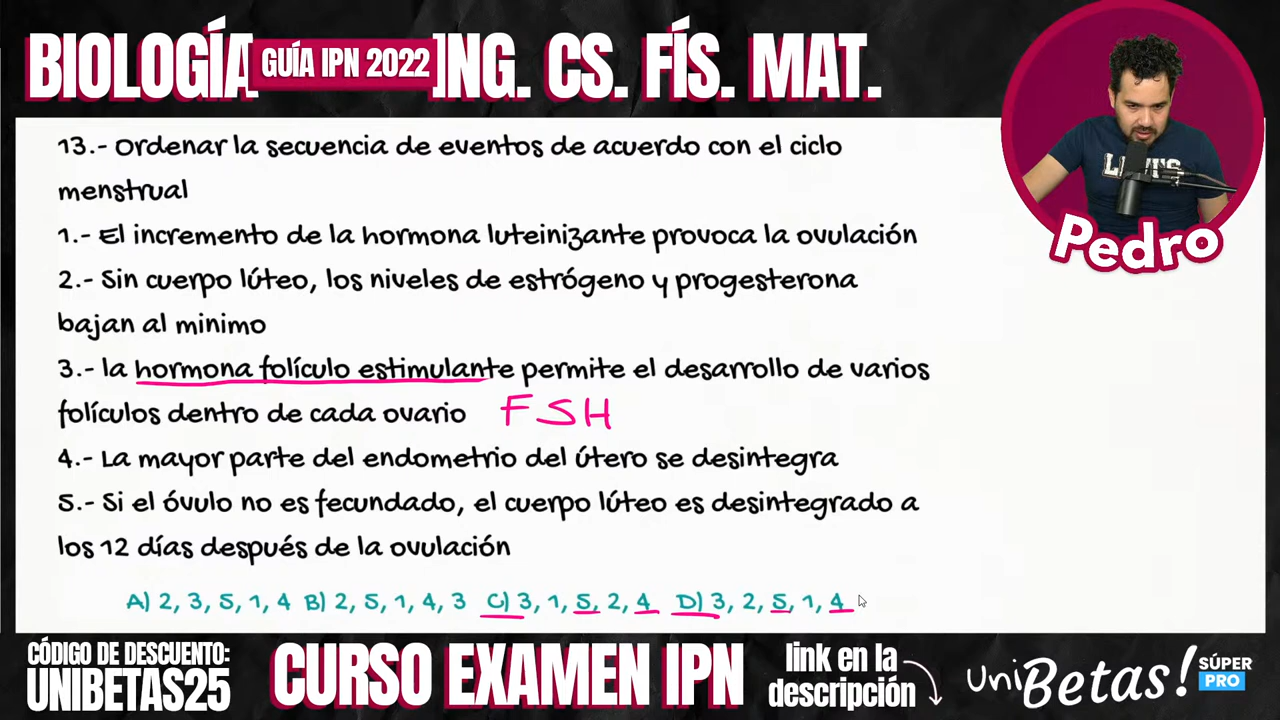 BIOLOGÍA [GUÍA IPN 2022] ING. CS. FÍS. MAT.
13.- Ordenar la secuencia de eventos de acuerdo con el ciclo
menstrual
1.- El incremento de la hormona luteinizante provoca la ovulación
2.- Sin cuerpo lúteo, los niveles de estrógeno y progesterona
bajan al minimo
3.- la hormona folículo estimulante permite el desarrollo de varios
folículos dentro de cada ovario FSH
4.- La mayor parte del endometrio del útero se desintegra
5.- Si el óvulo no es fecundado, el cuerpo lúteo es desintegrado a
los 12 días después de la ovulación
A) 2, 3, 5, 1, 4 B) 2, 5, 1, 4, 3 C) 3, 1, 5, 2, 4 D) 3, 2, 5, 1, 4
Pedro
CÓDIGO DE DESCUENTO:
UNIBETAS25
CURSO EXAMEN IPN
link en la
descripción
uniBetas!
SÚPER
PRO